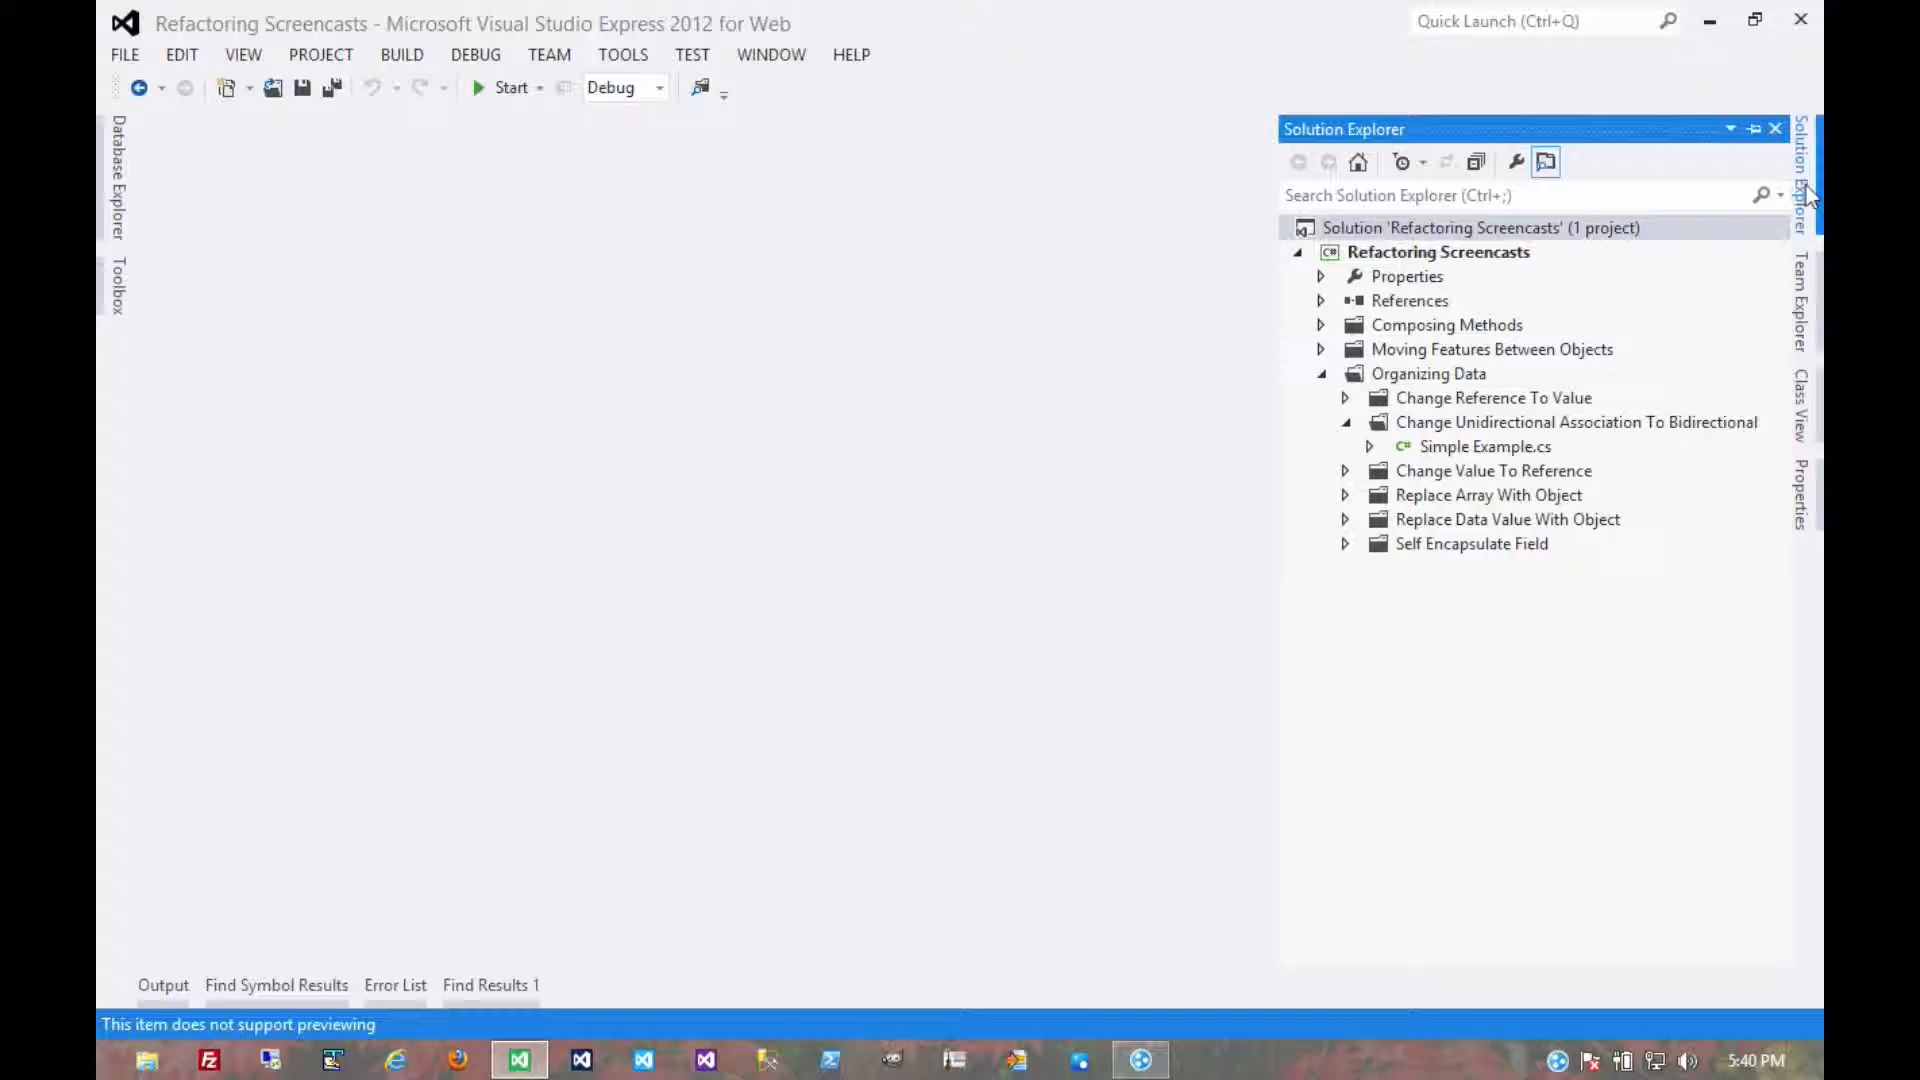 Refactoring Screencasts - Microsoft Visual Studio Express 2012 for Web
Quick Launch (Ctrl+Q)
FILE EDIT VIEW PROJECT BUILD DEBUG TEAM TOOLS TEST WINDOW HELP
Start Debug
Database Explorer
Toolbox
Solution Explorer
Search Solution Explorer (Ctrl+;)
Solution 'Refactoring Screencasts' (1 project)
C# Refactoring Screencasts
Properties
References
Composing Methods
Moving Features Between Objects
Organizing Data
Change Reference To Value
Change Unidirectional Association To Bidirectional
C# Simple Example.cs
Change Value To Reference
Replace Array With Object
Replace Data Value With Object
Self Encapsulate Field
Solution Explorer
Team Explorer
Class View
Properties
Output Find Symbol Results Error List Find Results 1
This item does not support previewing
Fz
5:40 PM